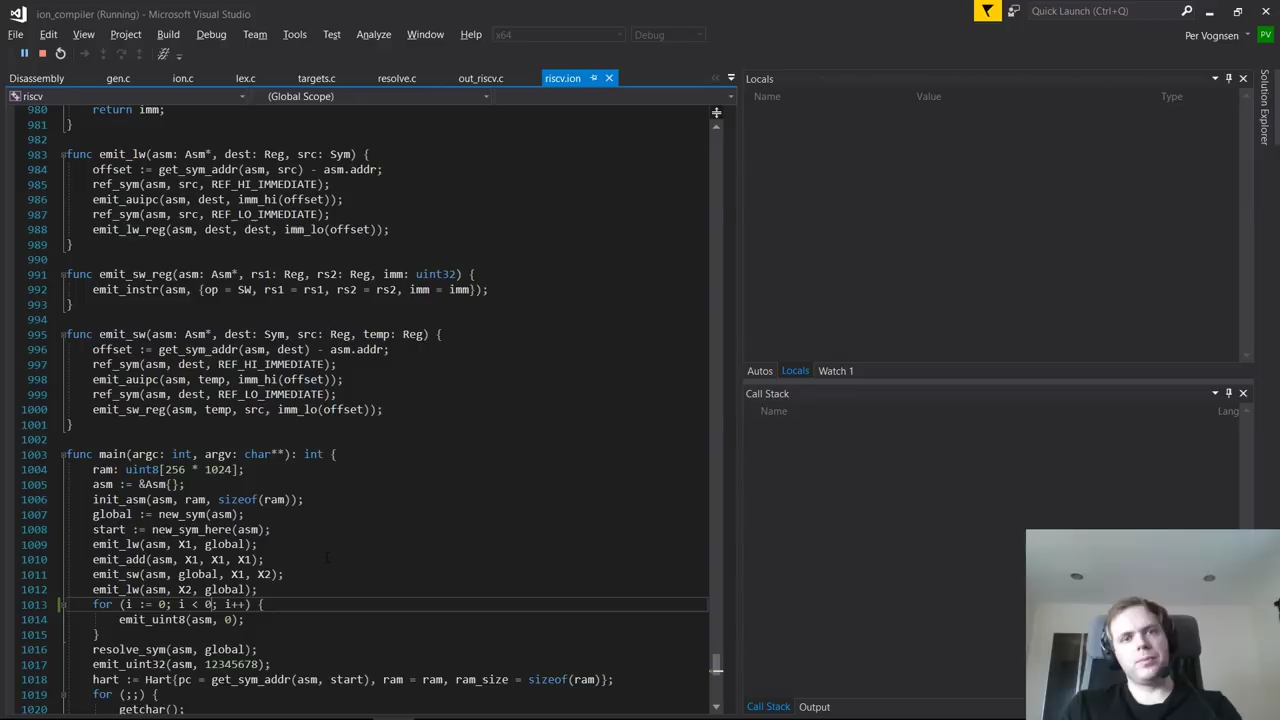 ion_compiler (Running) - Microsoft Visual Studio
Quick Launch (Ctrl+Q)
File Edit View Project Build Debug Team Tools Test Analyze Window Help x64 Debug
Per Vognsen PV
Disassembly gen.c ion.c lex.c targets.c resolve.c out_riscv.c riscv.ion
riscv (Global Scope)
980 return imm;
981 }
982
983 func emit_lw(asm: Asm*, dest: Reg, src: Sym) {
984 offset := get_sym_addr(asm, src) - asm.addr;
985 ref_sym(asm, src, REF_HI_IMMEDIATE);
986 emit_auipc(asm, dest, imm_hi(offset));
987 ref_sym(asm, src, REF_LO_IMMEDIATE);
988 emit_lw_reg(asm, dest, dest, imm_lo(offset));
989 }
990
991 func emit_sw_reg(asm: Asm*, rs1: Reg, rs2: Reg, imm: uint32) {
992 emit_instr(asm, {op = SW, rs1 = rs1, rs2 = rs2, imm = imm});
993 }
994
995 func emit_sw(asm: Asm*, dest: Sym, src: Reg, temp: Reg) {
996 offset := get_sym_addr(asm, dest) - asm.addr;
997 ref_sym(asm, dest, REF_HI_IMMEDIATE);
998 emit_auipc(asm, temp, imm_hi(offset));
999 ref_sym(asm, dest, REF_LO_IMMEDIATE);
1000 emit_sw_reg(asm, temp, src, imm_lo(offset));
1001 }
1002
1003 func main(argc: int, argv: char**): int {
1004 ram: uint8[256 * 1024];
1005 asm := &Asm{};
1006 init_asm(asm, ram, sizeof(ram));
1007 global := new_sym(asm);
1008 start := new_sym_here(asm);
1009 emit_lw(asm, X1, global);
1010 emit_add(asm, X1, X1, X1);
1011 emit_sw(asm, global, X1, X2);
1012 emit_lw(asm, X2, global);
1013 for (i := 0; i < 0; i++) {
1014 emit_uint8(asm, 0);
1015 }
1016 resolve_sym(asm, global);
1017 emit_uint32(asm, 12345678);
1018 hart := Hart{pc = get_sym_addr(asm, start), ram = ram, ram_size = sizeof(ram)};
1019 for (;;) {
1020 getchar();
Locals
Name Value Type
Autos Locals Watch 1
Call Stack
Name Lang
Call Stack Output
Solution Explorer